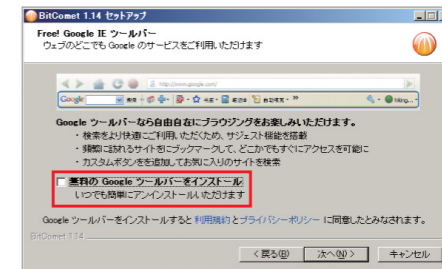 BitComet 1.14 セットアップ
Free! Google IE ツールバー
ウェブのどこでも Google のサービスをご利用いただけます
http://www.google.com/
Google
Google ツールバーなら自由自在にブラウジングをお楽しみいただけます。
・検索をより快適にご利用いただくため、サジェスト機能を搭載
・頻繁に訪れるサイトをブックマークして、どこかでもすぐにアクセスを可能に
・カスタムボタンを追加してお気に入りのサイトを検索
無料の Google ツールバーをインストール
いつでも簡単にアンインストールいただけます
Google ツールバーをインストールすると 利用規約 とプライバシーポリシー に同意したとみなされます。
BitComet 1.14
< 戻る(B) 次へ(N) > キャンセル